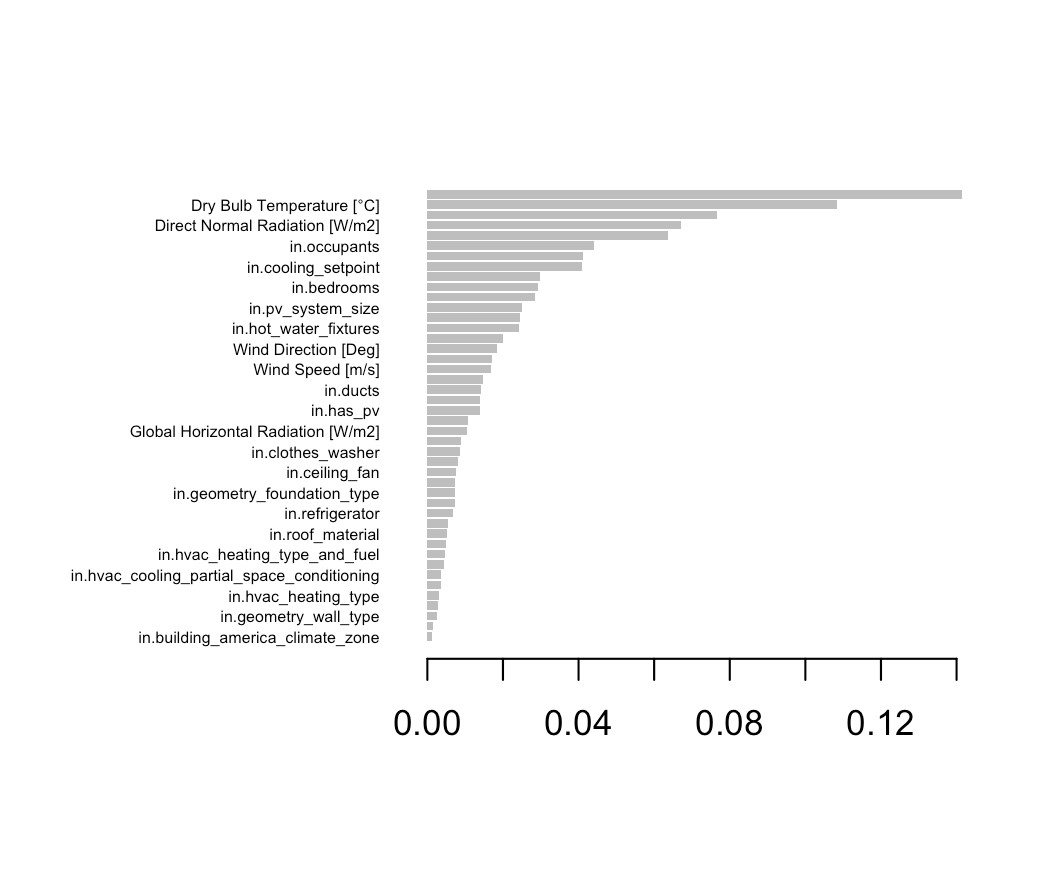 Dry Bulb Temperature [°C]
Direct Normal Radiation [W/m2]
in.occupants
in.cooling_setpoint
in.bedrooms
in.pv_system_size
in.hot_water_fixtures
Wind Direction [Deg]
Wind Speed [m/s]
in.ducts
in.has_pv
Global Horizontal Radiation [W/m2]
in.clothes_washer
in.ceiling_fan
in.geometry_foundation_type
in.refrigerator
in.roof_material
in.hvac_heating_type_and_fuel
in.hvac_cooling_partial_space_conditioning
in.hvac_heating_type
in.geometry_wall_type
in.building_america_climate_zone
0.00 0.04 0.08 0.12